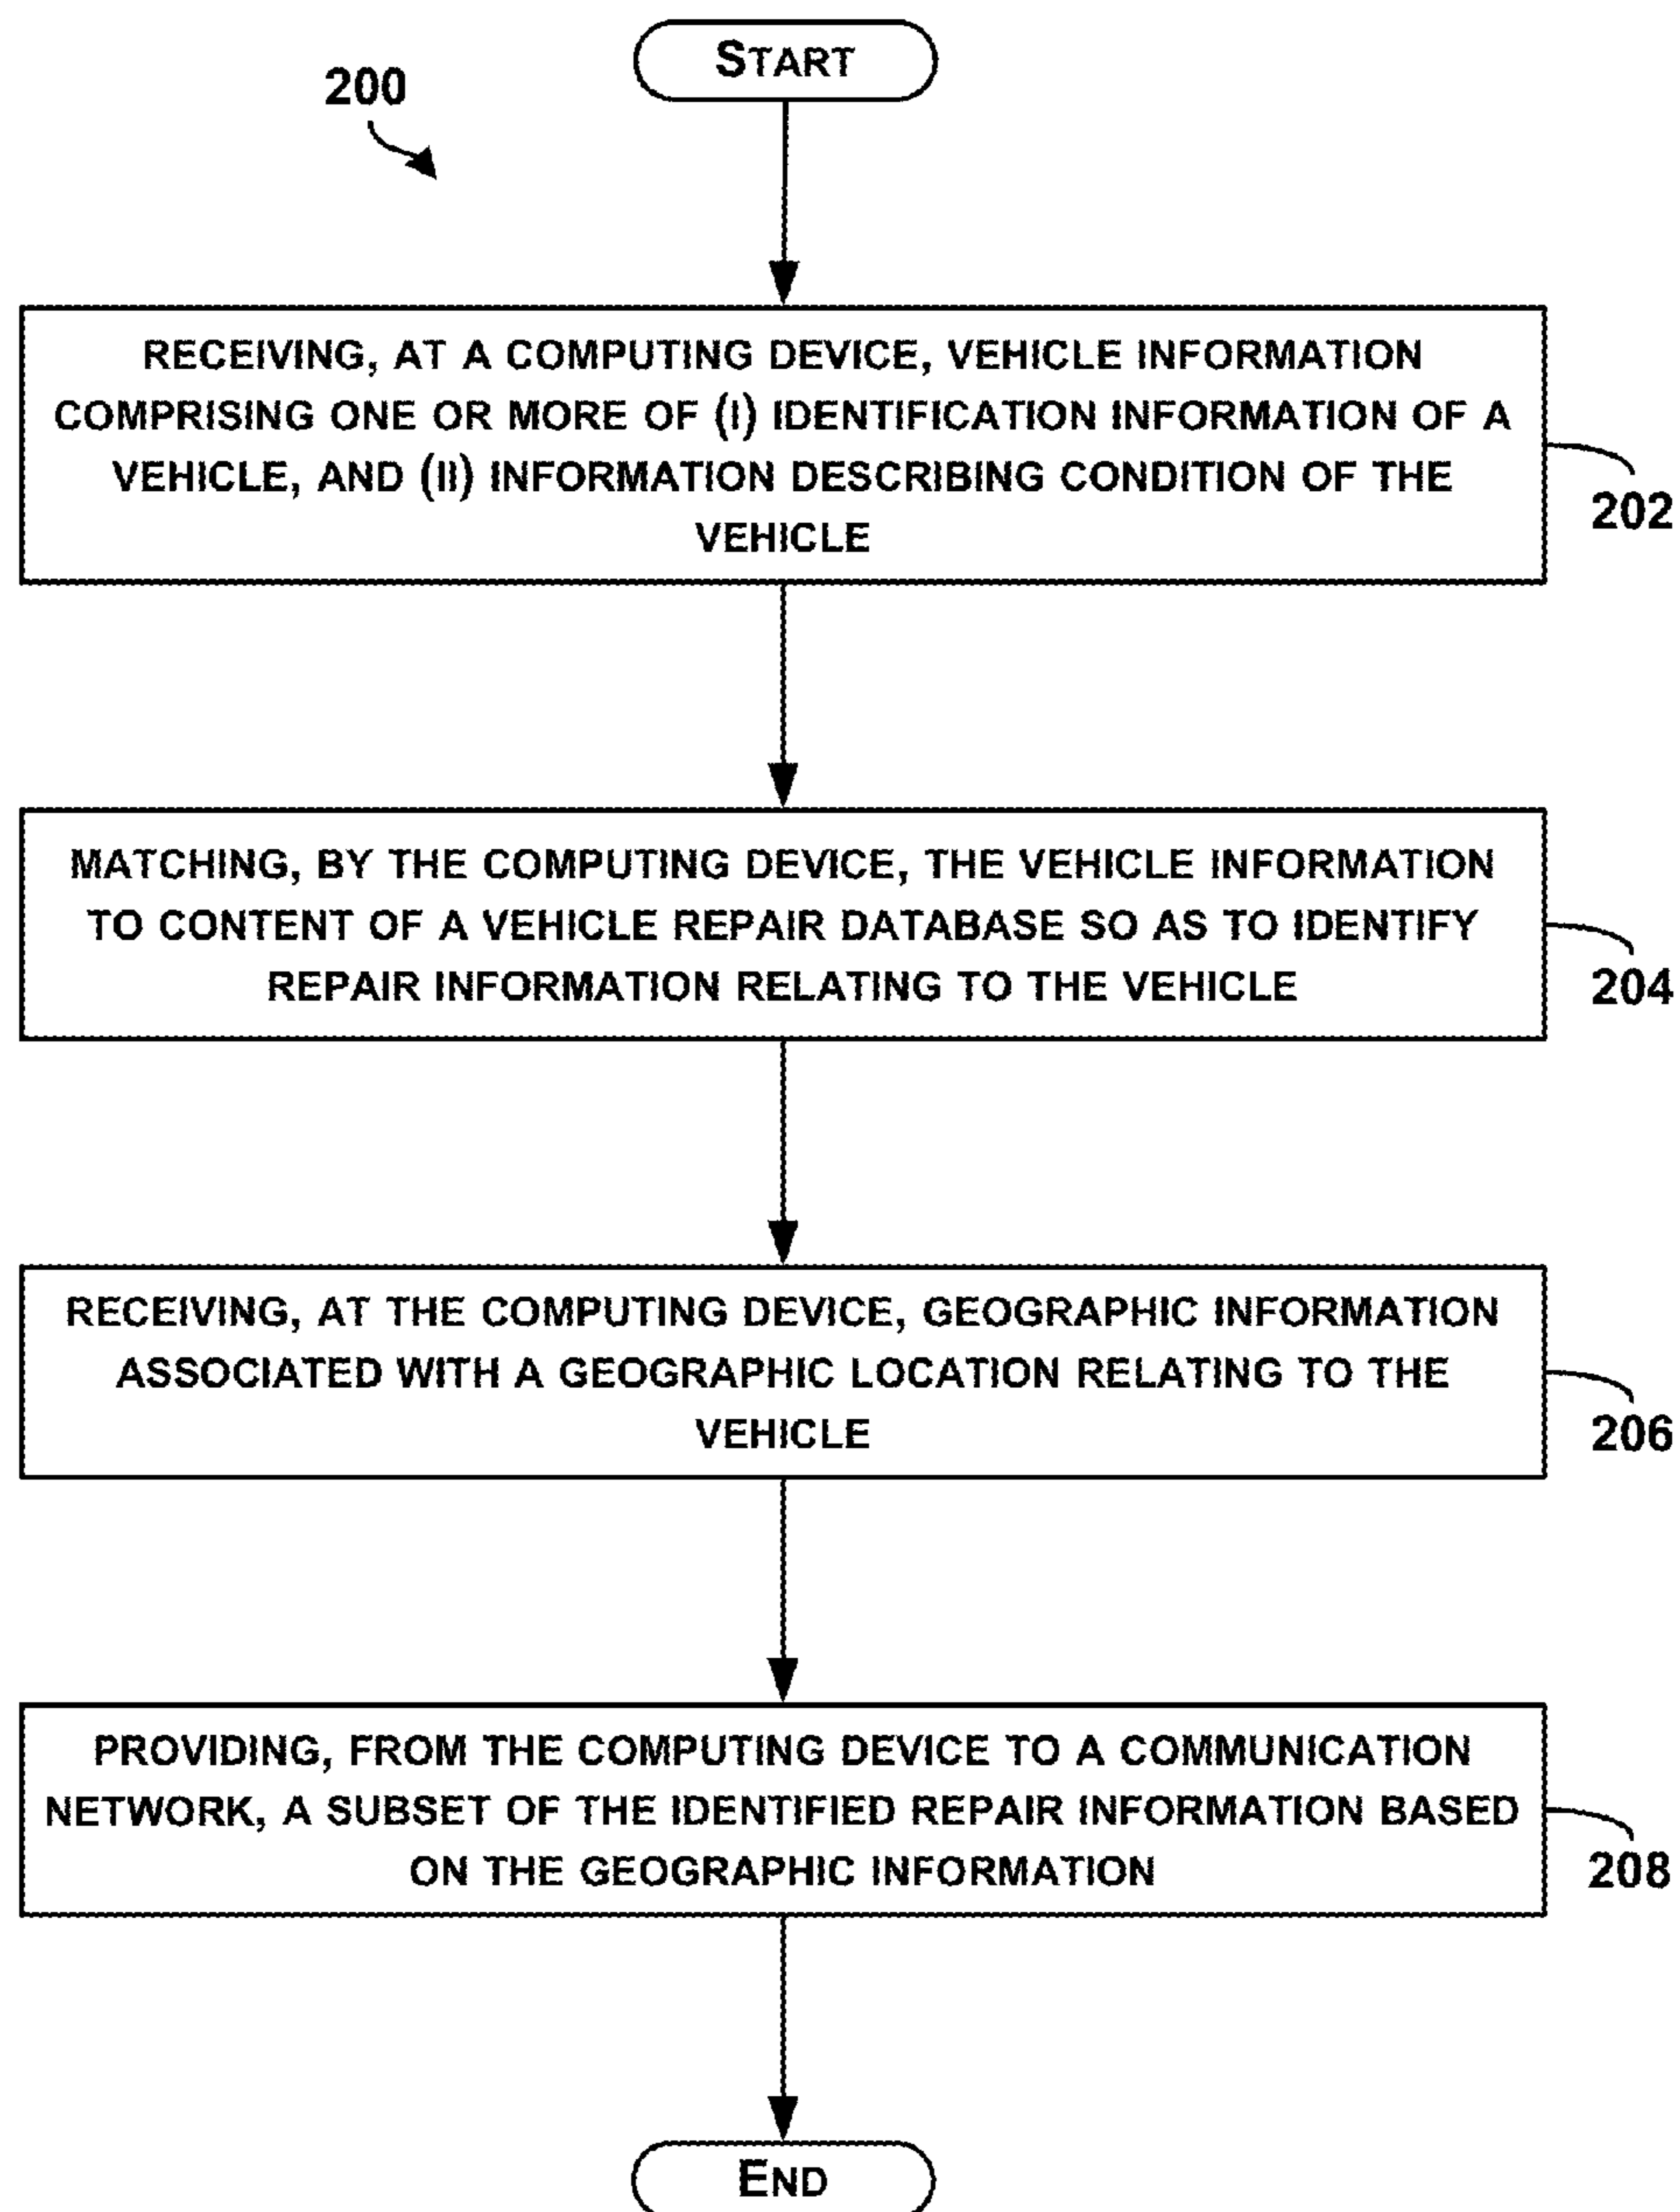 START
200
RECEIVING, AT A COMPUTING DEVICE, VEHICLE INFORMATION
COMPRISING ONE OR MORE OF (I) IDENTIFICATION INFORMATION OF A
VEHICLE, AND (II) INFORMATION DESCRIBING CONDITION OF THE
VEHICLE
202
MATCHING, BY THE COMPUTING DEVICE, THE VEHICLE INFORMATION
TO CONTENT OF A VEHICLE REPAIR DATABASE SO AS TO IDENTIFY
REPAIR INFORMATION RELATING TO THE VEHICLE
204
RECEIVING, AT THE COMPUTING DEVICE, GEOGRAPHIC INFORMATION
ASSOCIATED WITH A GEOGRAPHIC LOCATION RELATING TO THE
VEHICLE
206
PROVIDING, FROM THE COMPUTING DEVICE TO A COMMUNICATION
NETWORK, A SUBSET OF THE IDENTIFIED REPAIR INFORMATION BASED
ON THE GEOGRAPHIC INFORMATION
208
END